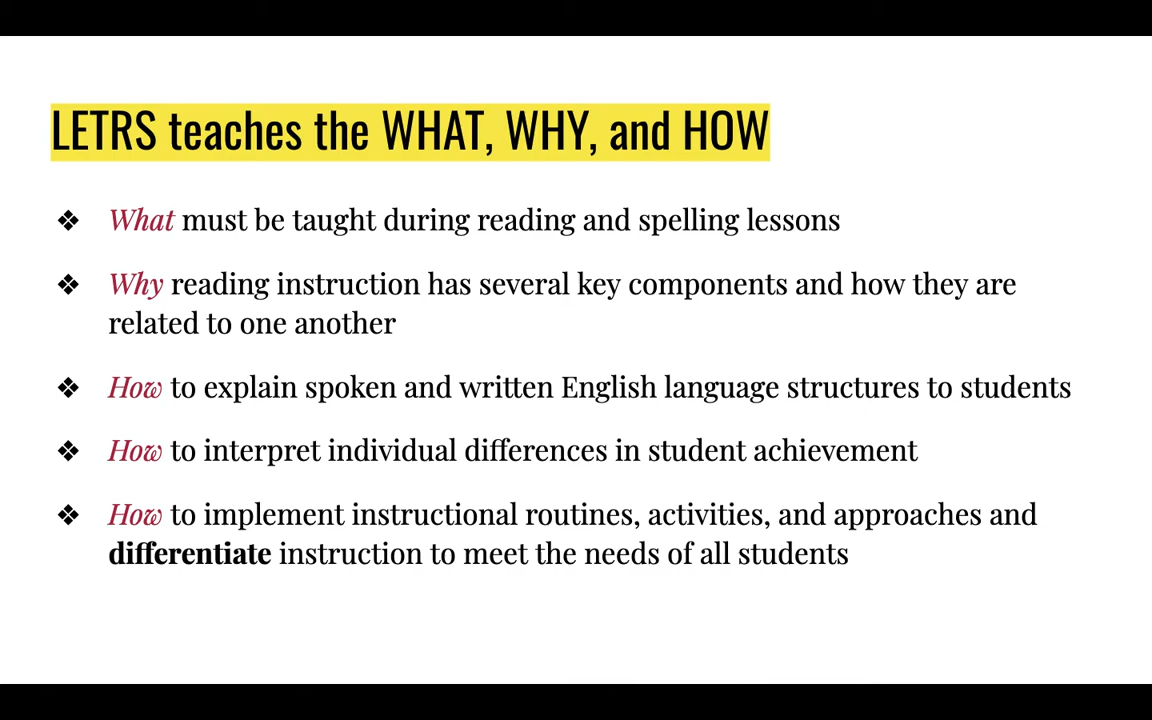 LETRS teaches the WHAT, WHY, and HOW
❖ What must be taught during reading and spelling lessons
❖ Why reading instruction has several key components and how they are
related to one another
❖ How to explain spoken and written English language structures to students
❖ How to interpret individual differences in student achievement
❖ How to implement instructional routines, activities, and approaches and
differentiate instruction to meet the needs of all students